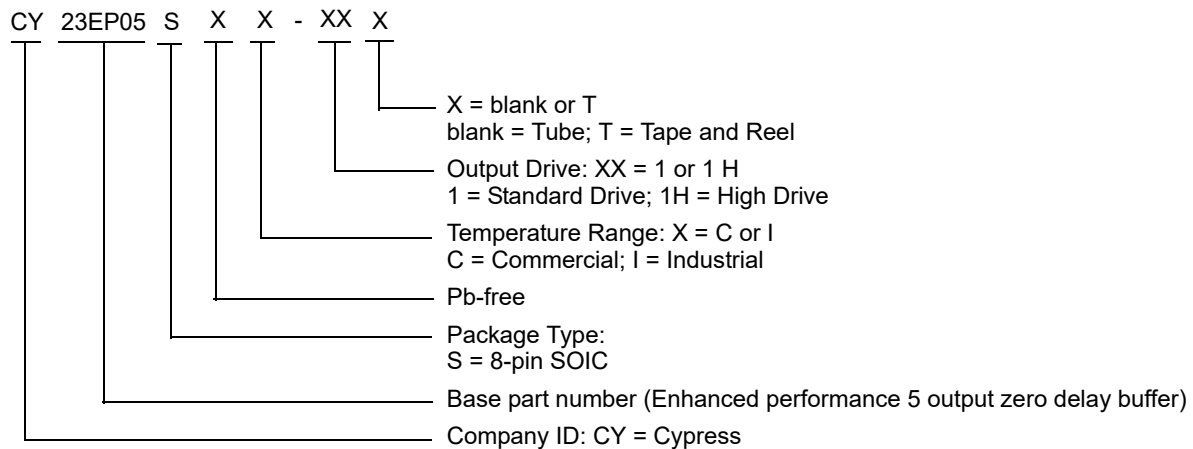 CY 23EP05 S X X - XX X
X = blank or T
blank = Tube; T = Tape and Reel
Output Drive: XX = 1 or 1 H
1 = Standard Drive; 1H = High Drive
Temperature Range: X = C or I
C = Commercial; I = Industrial
Pb-free
Package Type:
S = 8-pin SOIC
Base part number (Enhanced performance 5 output zero delay buffer)
Company ID: CY = Cypress